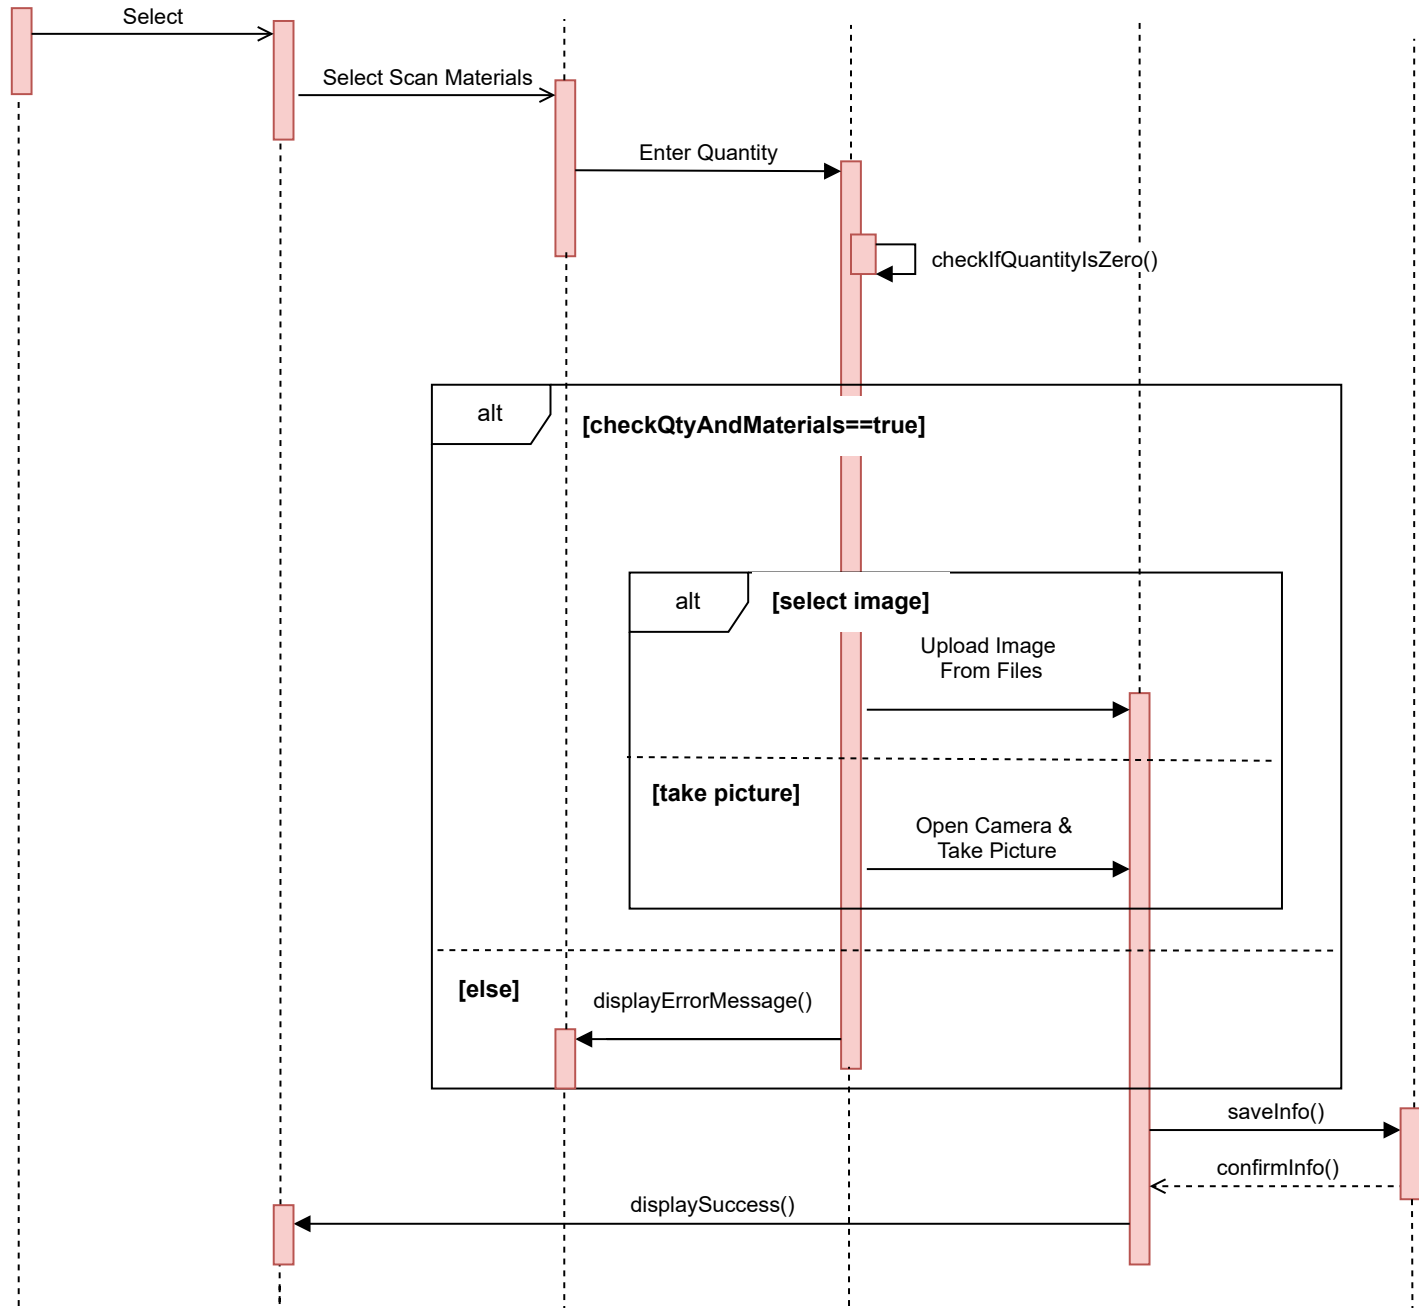 Select
Select Scan Materials
Enter Quantity
checkIfQuantityIsZero()
alt
[checkQtyAndMaterials==true]
alt
[select image]
Upload Image
From Files
[take picture]
Open Camera &
Take Picture
[else]
displayErrorMessage()
saveInfo()
confirmInfo()
displaySuccess()